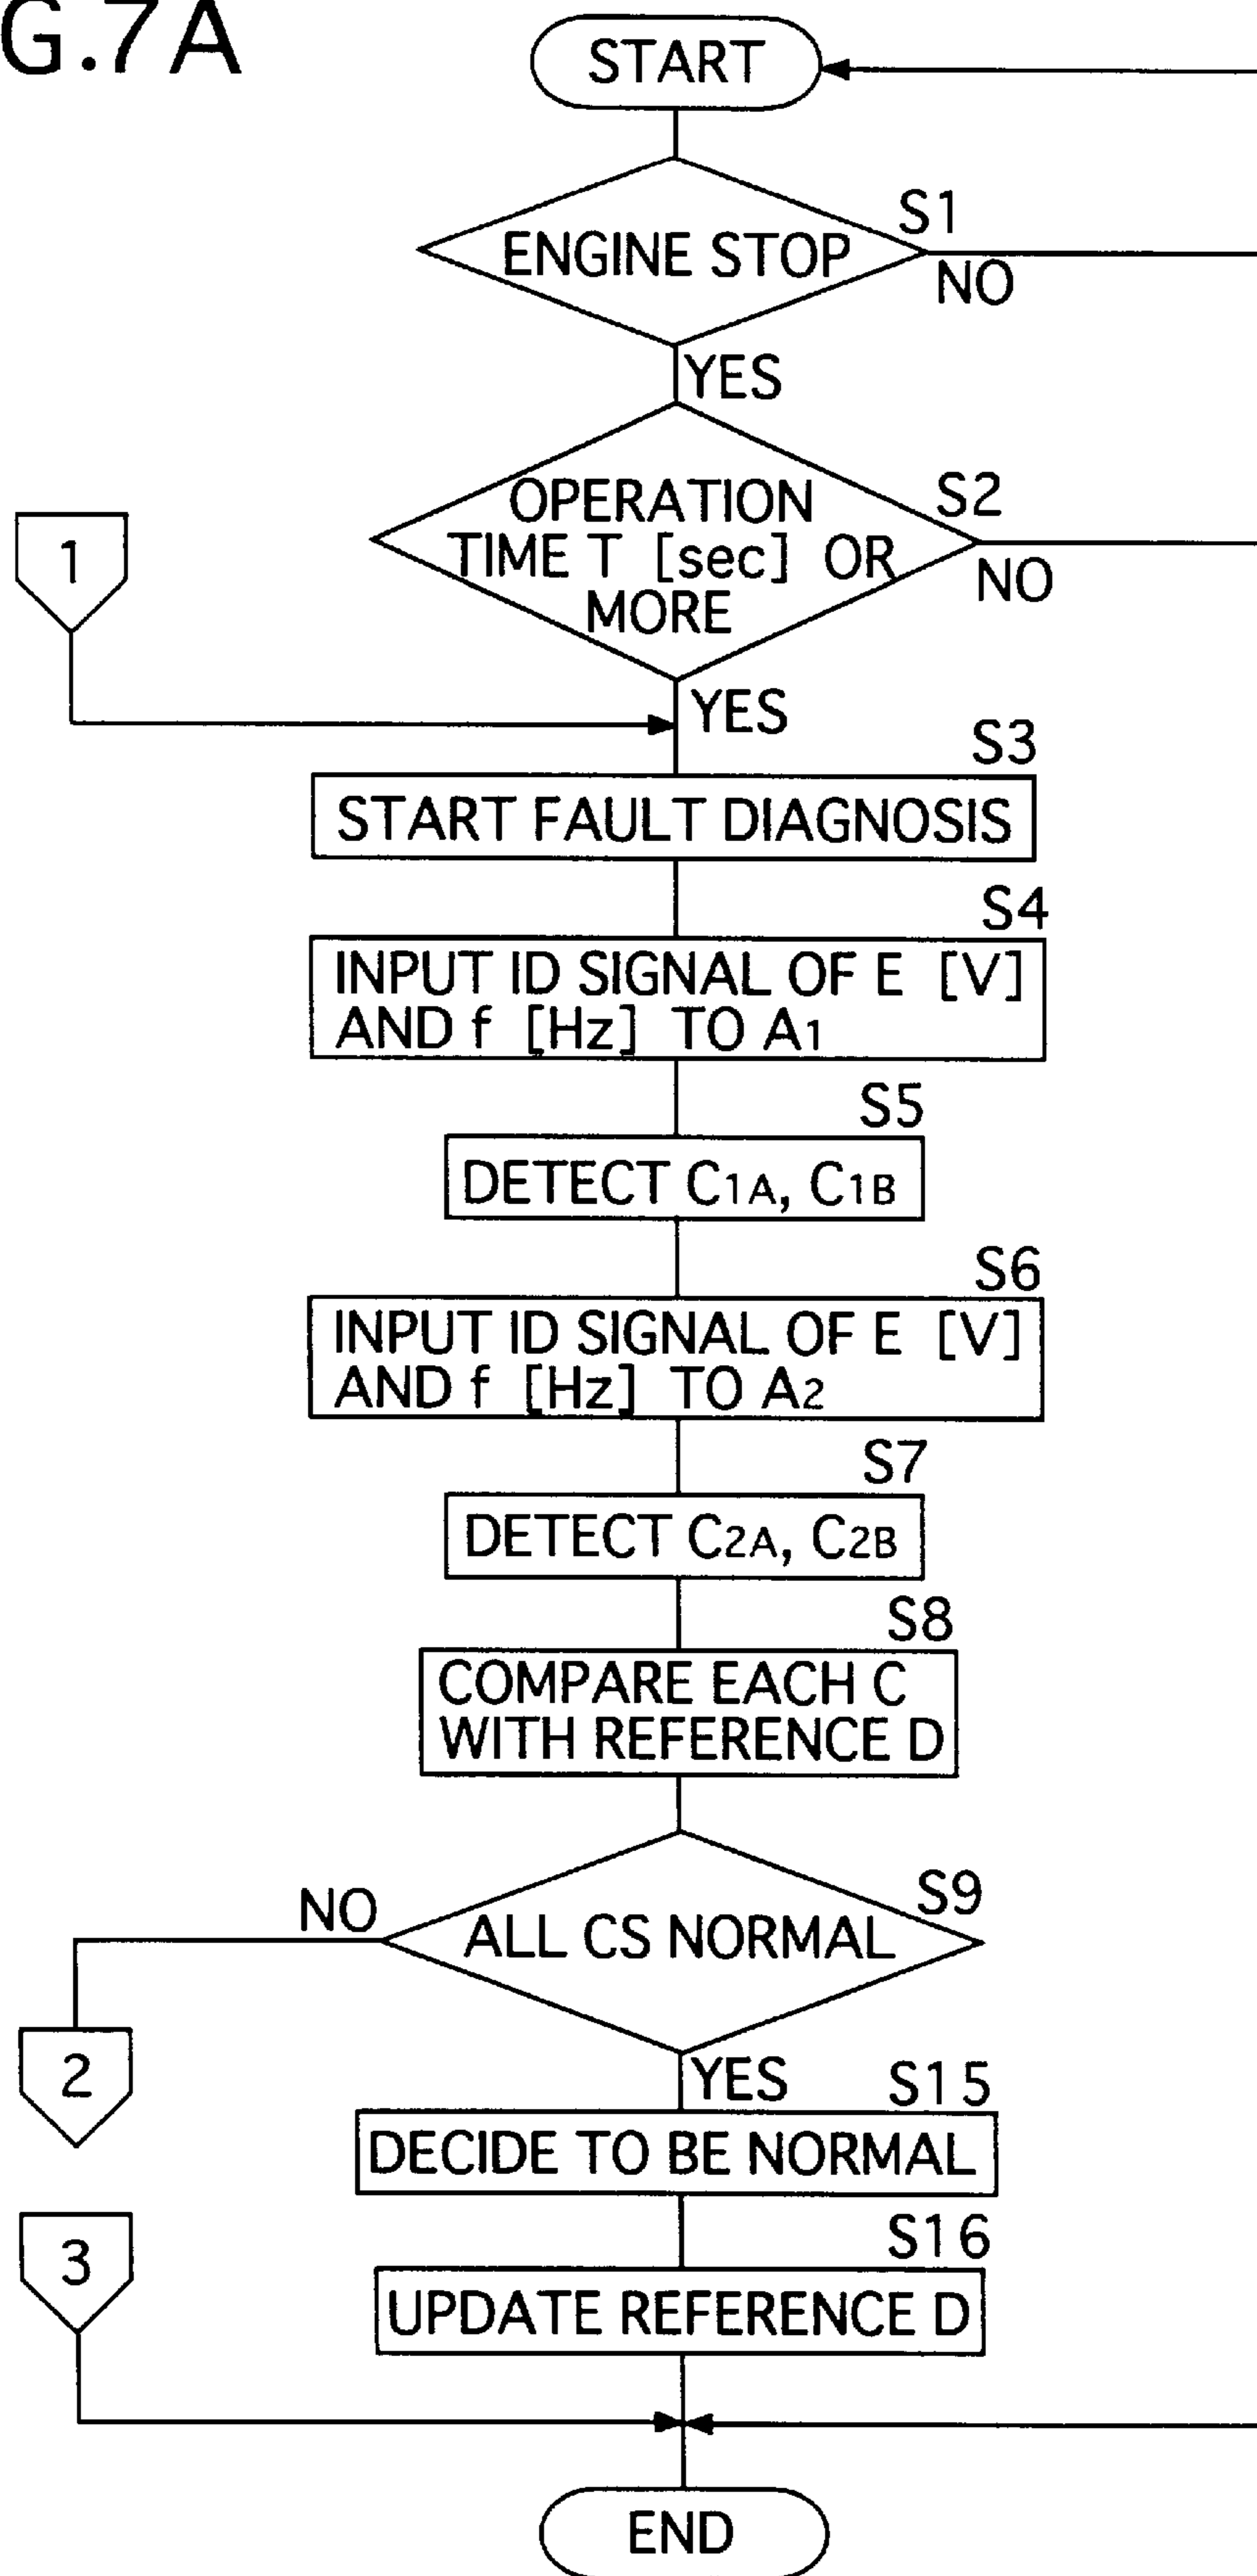 G.7A
START
S1
ENGINE STOP
NO
YES
S2
OPERATION
TIME T [sec] OR
MORE
NO
1
YES
S3
START FAULT DIAGNOSIS
S4
INPUT ID SIGNAL OF E [V]
AND f [Hz] TO A1
S5
DETECT C1A, C1B
S6
INPUT ID SIGNAL OF E [V]
AND f [Hz] TO A2
S7
DETECT C2A, C2B
S8
COMPARE EACH C
WITH REFERENCE D
S9
NO
ALL CS NORMAL
2
YES
S15
DECIDE TO BE NORMAL
3
S16
UPDATE REFERENCE D
END